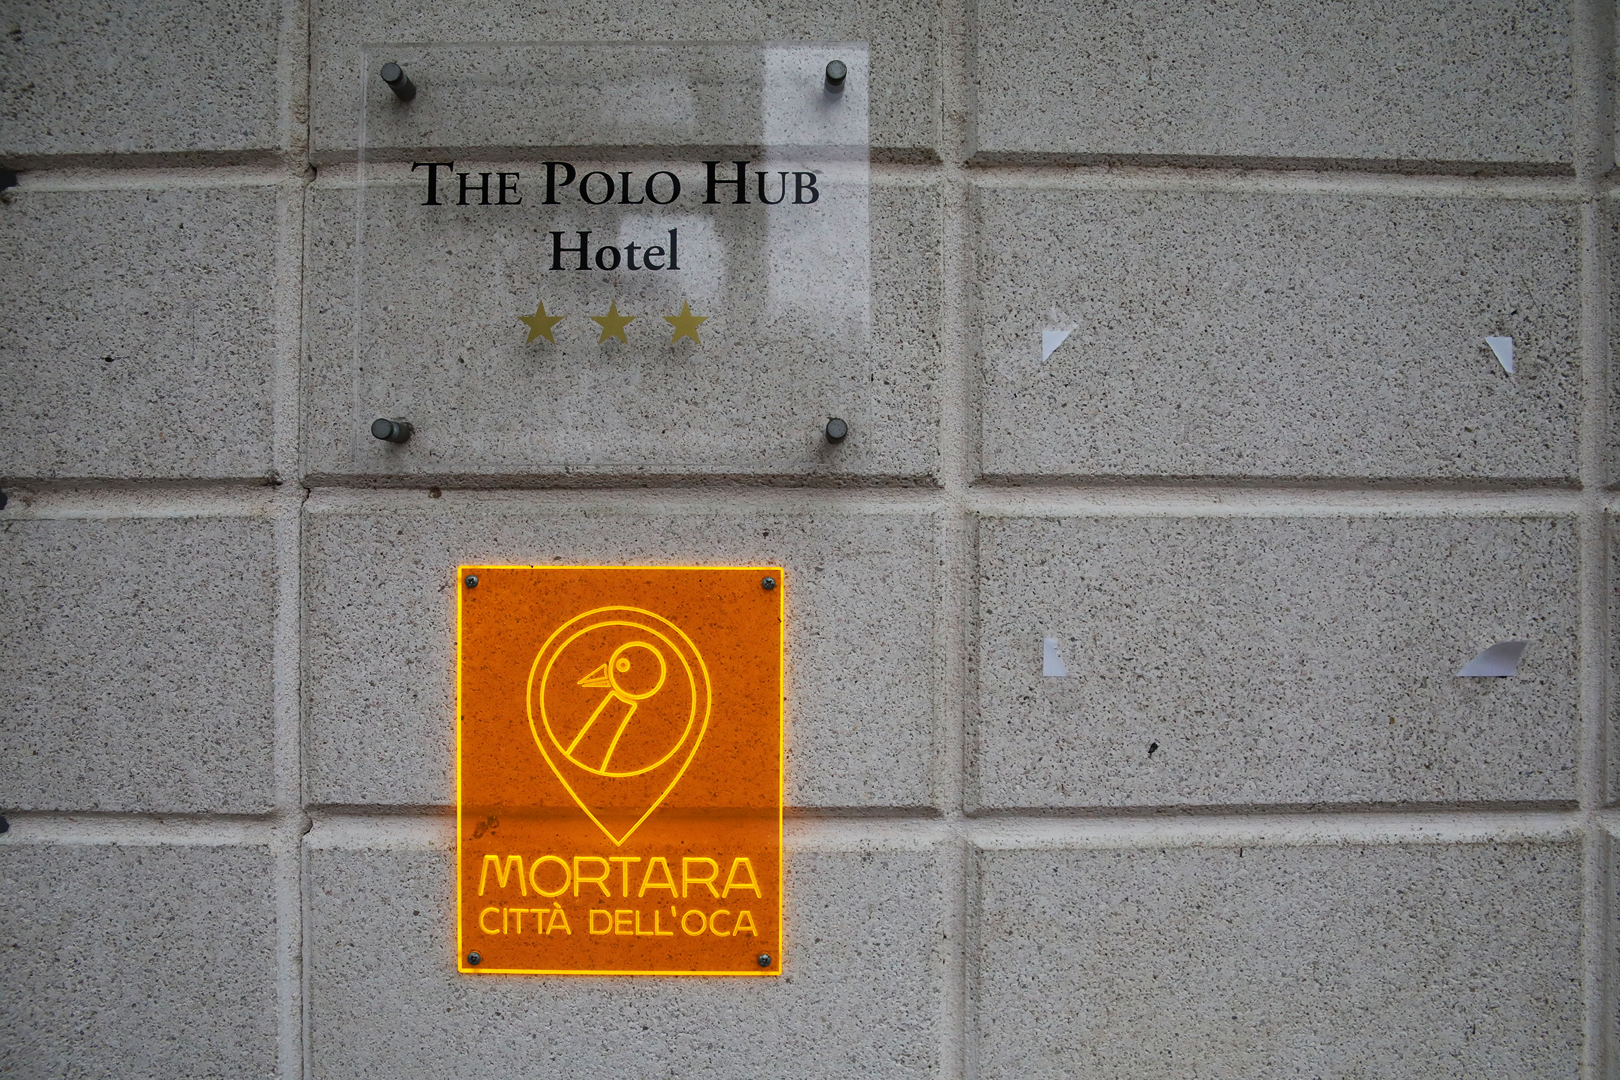 The Polo Hub
Hotel
MORTARA
CITTÀ DELL'OCA